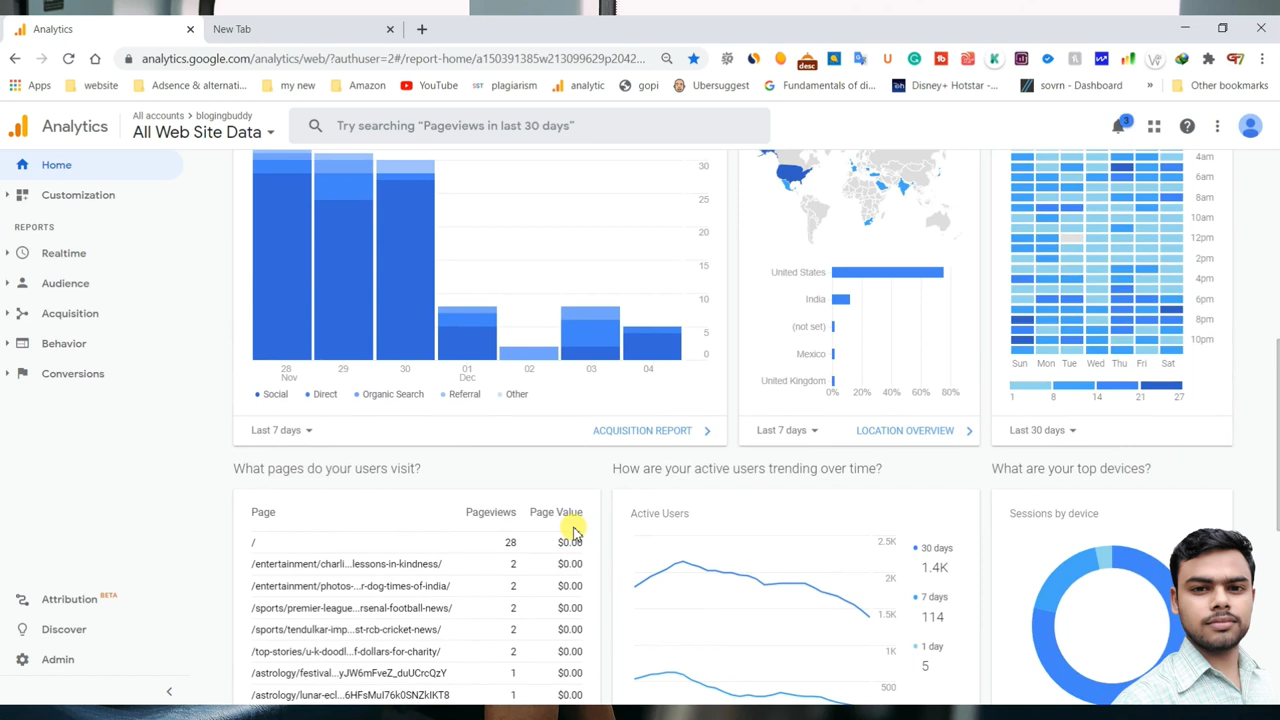 Analytics
New Tab
analytics.google.com/analytics/web/?authuser=2#/report-home/a150391385w213099629p2042...
desc
Apps
website
Adsence & alternati...
my new
Amazon
YouTube
SST plagiarism
analytic
gopi
Ubersuggest
Fundamentals of di...
Disney+ Hotstar - ...
sovrn - Dashboard
»
Other bookmarks
Analytics
All accounts > blogingbuddy
All Web Site Data
Try searching “Pageviews in last 30 days”
3
Home
Customization
REPORTS
Realtime
Audience
Acquisition
Behavior
Conversions
Attribution BETA
Discover
Admin
30
25
20
15
10
5
0
28 29 30 01 02 03 04
Nov Dec
Social Direct Organic Search Referral Other
Last 7 days
ACQUISITION REPORT
United States
India
(not set)
Mexico
United Kingdom
0% 20% 40% 60% 80%
Last 7 days
LOCATION OVERVIEW
4am
6am
8am
10am
12pm
2pm
4pm
6pm
8pm
10pm
Sun Mon Tue Wed Thu Fri Sat
1 8 14 21 27
Last 30 days
What pages do your users visit?
Page Pageviews Page Value
/ 28 $0.00
/entertainment/charli...lessons-in-kindness/ 2 $0.00
/entertainment/photos-...r-dog-times-of-india/ 2 $0.00
/sports/premier-league...rsenal-football-news/ 2 $0.00
/sports/tendulkar-imp...st-rcb-cricket-news/ 2 $0.00
/top-stories/u-k-doodl...f-dollars-for-charity/ 2 $0.00
/astrology/festival...yJW6mFveZ_duUCrcQzY 1 $0.00
/astrology/lunar-ecl...6HFsMuI76k0SNZkIKT8 1 $0.00
How are your active users trending over time?
Active Users
2.5K
2K
1.5K
1K
500
30 days
1.4K
7 days
114
1 day
5
What are your top devices?
Sessions by device